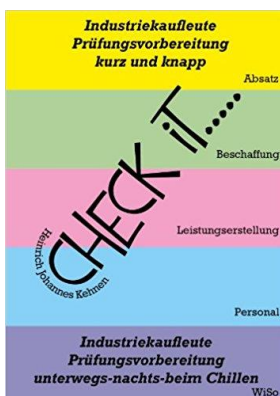 Industriekaufleute
Prüfungsvorbereitung
kurz und knapp
Absatz
CHECK iT.....
Beschaffung
Heinrich Johannes Kehnen
Leistungserstellung
Personal
Industriekaufleute
Prüfungsvorbereitung
unterwegs-nachts-beim Chillen
WiSo